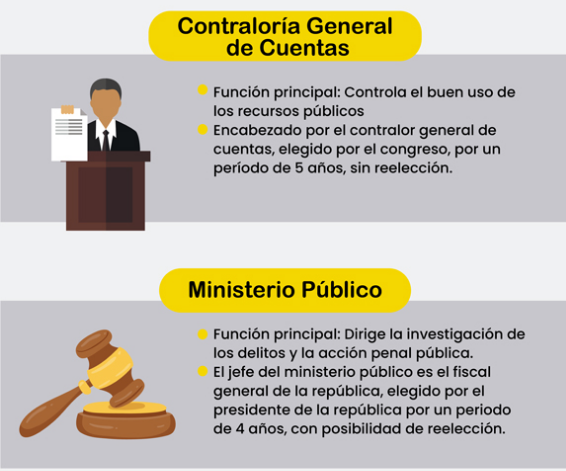 Contraloría General
de Cuentas
Función principal: Controla el buen uso de
los recursos públicos
Encabezado por el contralor general de
cuentas, elegido por el congreso, por un
período de 5 años, sin reelección.
Ministerio Público
Función principal: Dirige la investigación de
los delitos y la acción penal pública.
El jefe del ministerio público es el fiscal
general de la república, elegido por el
presidente de la república por un periodo
de 4 años, con posibilidad de reelección.